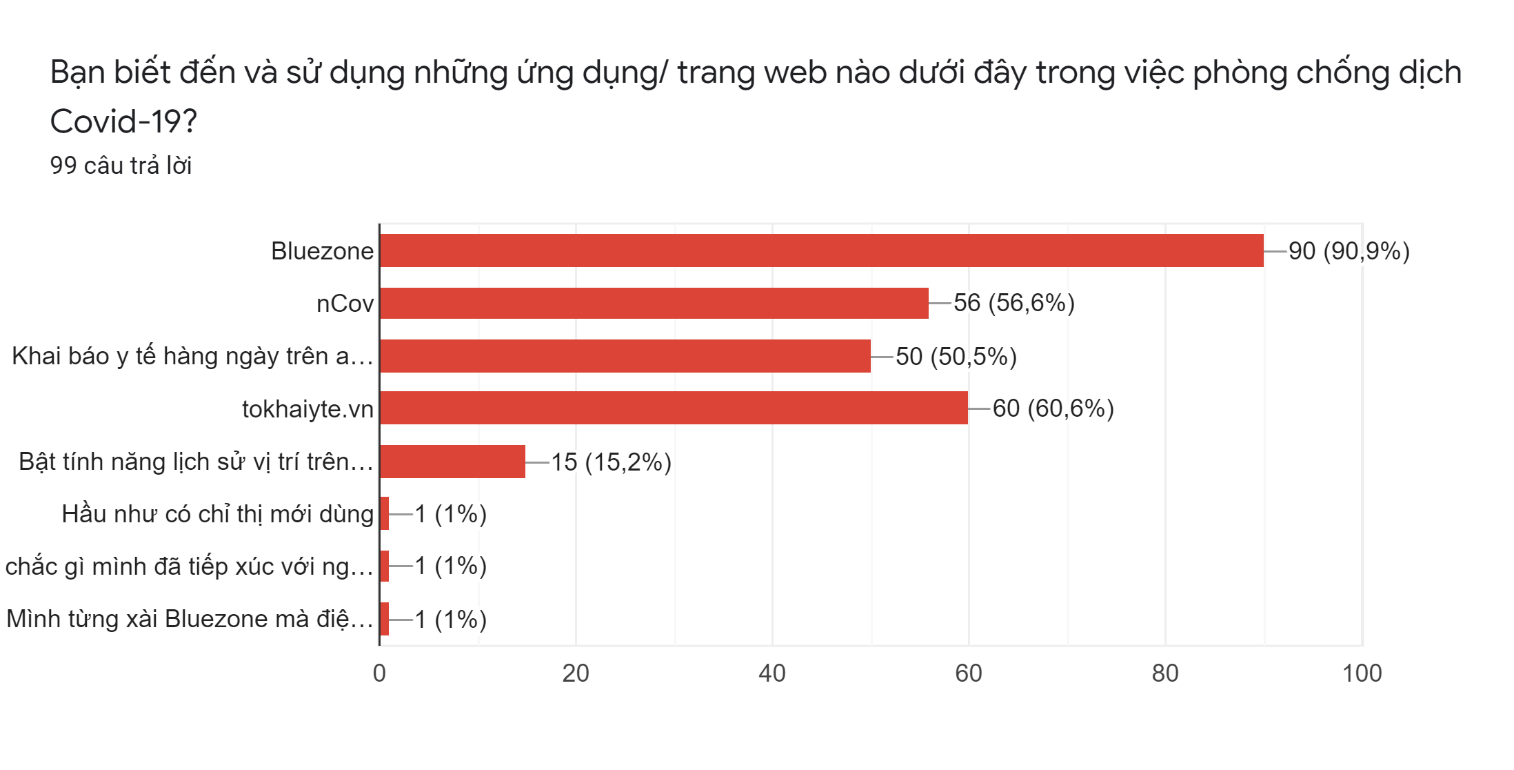 Bạn biết đến và sử dụng những ứng dụng/ trang web nào dưới đây trong việc phòng chống dịch
Covid-19?
99 câu trả lời
Bluezone
90 (90,9%)
nCov
56 (56,6%)
Khai báo y tế hàng ngày trên a…
50 (50,5%)
tokhaiyte.vn
60 (60,6%)
Bật tính năng lịch sử vị trí trên…
15 (15,2%)
Hầu như có chỉ thị mới dùng
1 (1%)
chắc gì mình đã tiếp xúc với ng…
1 (1%)
Mình từng xài Bluezone mà điệ…
1 (1%)
0 20 40 60 80 100